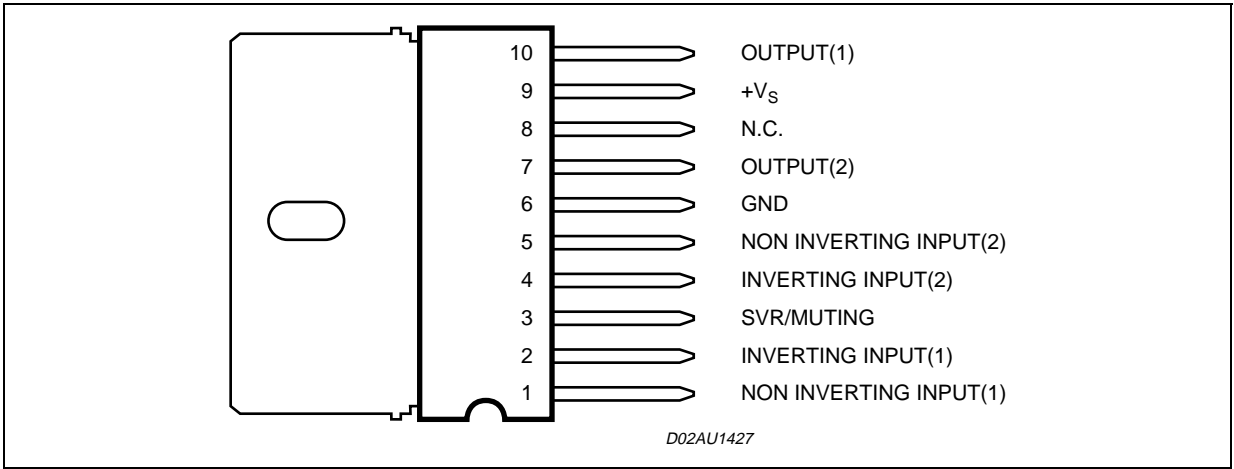 10 OUTPUT(1)
9 +VS
8 N.C.
7 OUTPUT(2)
6 GND
5 NON INVERTING INPUT(2)
4 INVERTING INPUT(2)
3 SVR/MUTING
2 INVERTING INPUT(1)
1 NON INVERTING INPUT(1)
D02AU1427